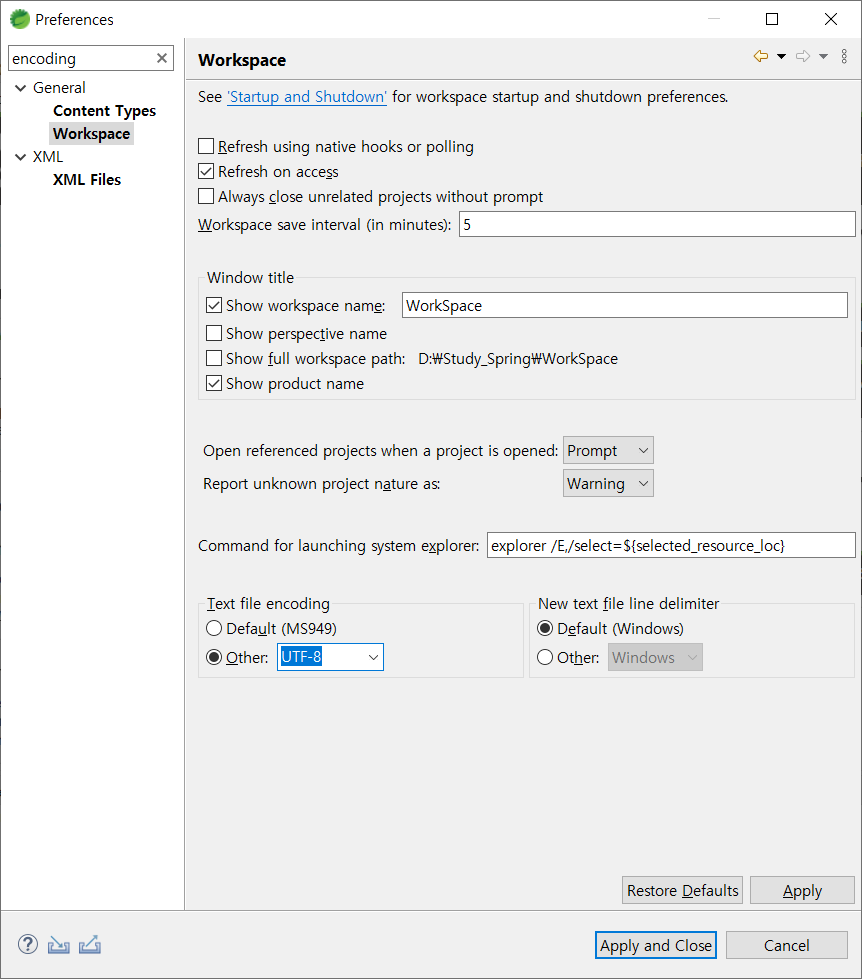 Preferences
encoding
General
Content Types
Workspace
XML
XML Files
Workspace
See 'Startup and Shutdown' for workspace startup and shutdown preferences.
Refresh using native hooks or polling
Refresh on access
Always close unrelated projects without prompt
Workspace save interval (in minutes): 5
Window title
Show workspace name: WorkSpace
Show perspective name
Show full workspace path: D:₩Study_Spring₩WorkSpace
Show product name
Open referenced projects when a project is opened: Prompt
Report unknown project nature as: Warning
Command for launching system explorer: explorer /E,/select=${selected_resource_loc}
Text file encoding
Default (MS949)
Other: UTF-8
New text file line delimiter
Default (Windows)
Other: Windows
Restore Defaults Apply
Apply and Close Cancel